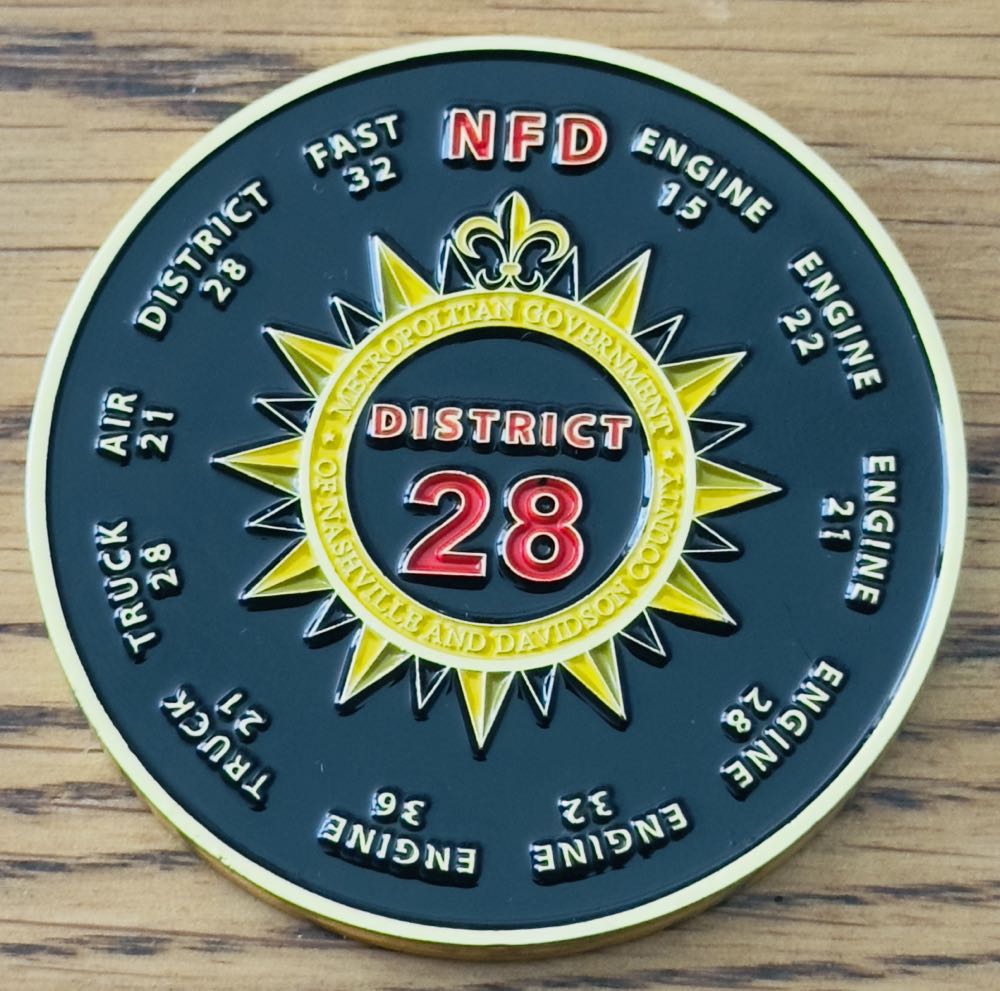 NFD
ENGINE
15
ENGINE
22
ENGINE
21
ENGINE
28
ENGINE
32
ENGINE
36
TRUCK
21
TRUCK
28
AIR
21
DISTRICT
28
FAST
32
METROPOLITAN GOVERNMENT
OF NASHVILLE AND DAVIDSON COUNTY
DISTRICT
28